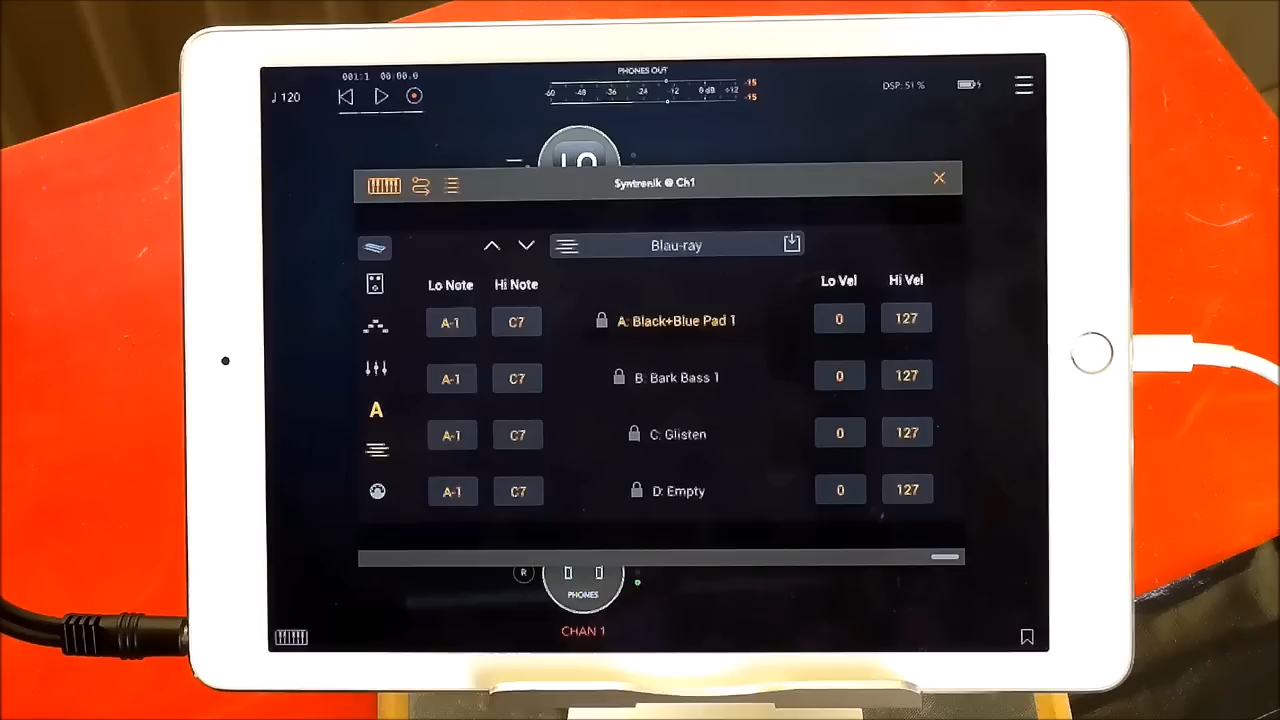 001:1 00:00.0
♩ 120
PHONES OUT
-60 -48 -36 -24 -12 0dB +12
-15
-15
DSP: 51 %
Syntronik @ Ch1
Blau-ray
Lo Note Hi Note Lo Vel Hi Vel
A-1 C7 A: Black+Blue Pad 1 0 127
A-1 C7 B: Bark Bass 1 0 127
A
A-1 C7 C: Glisten 0 127
A-1 C7 D: Empty 0 127
R
PHONES
CHAN 1